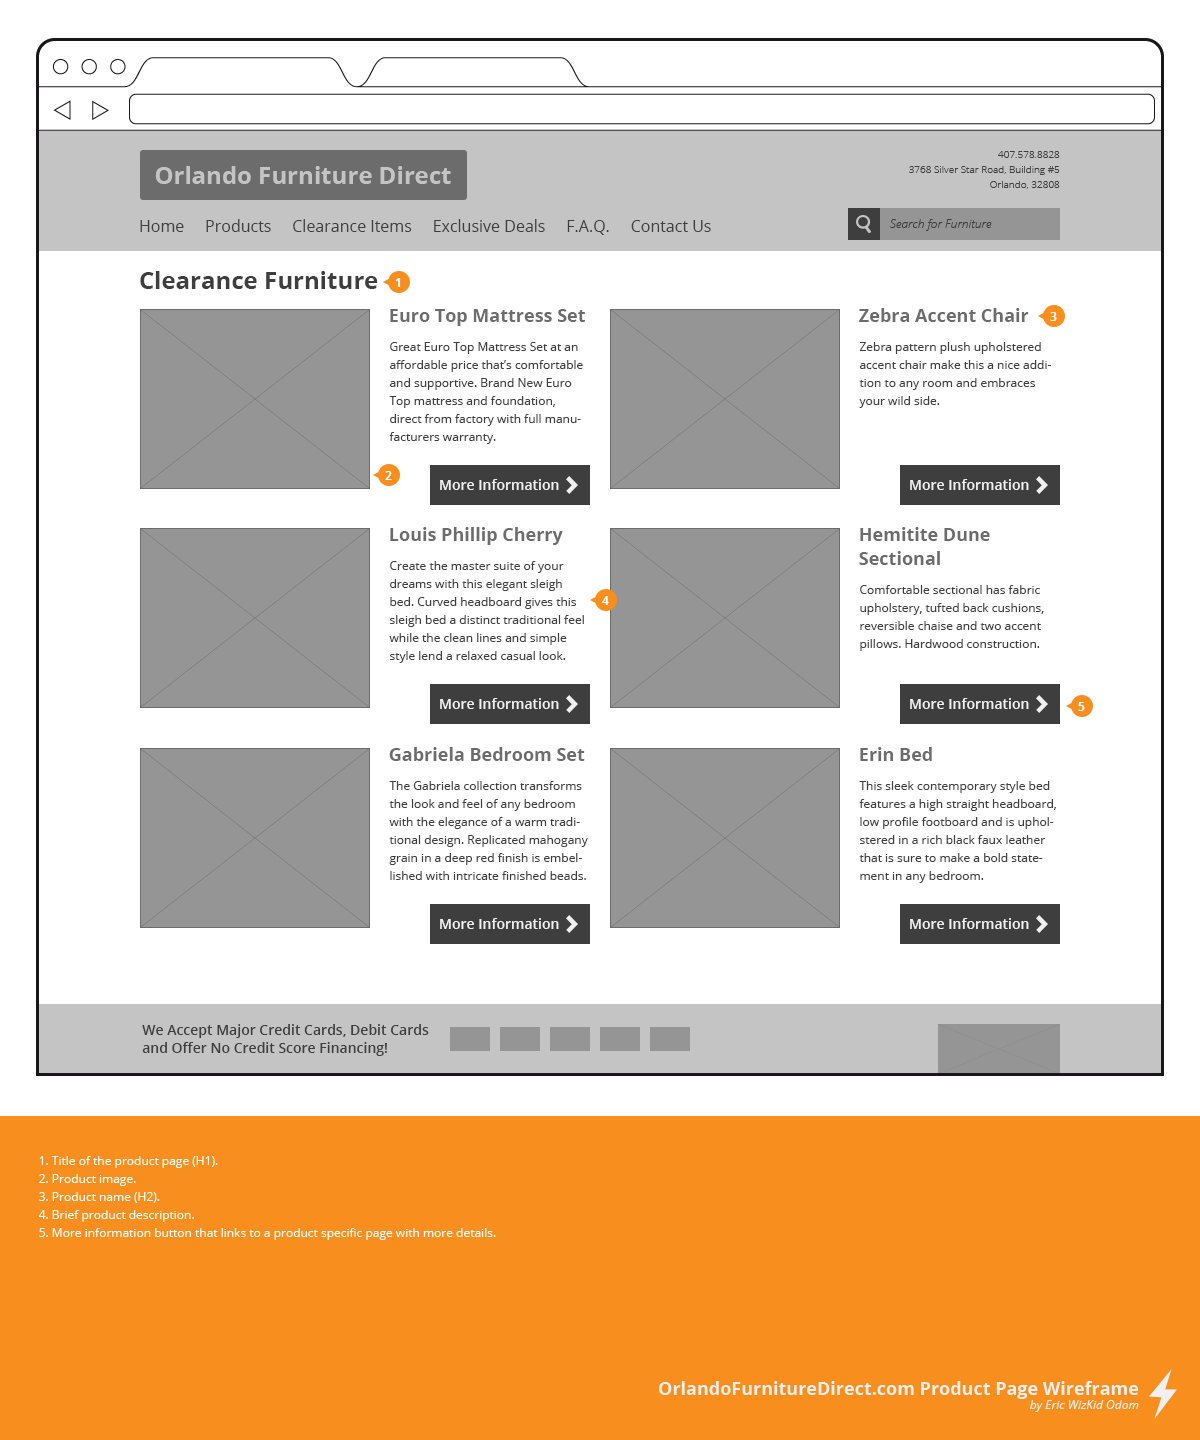 Orlando Furniture Direct
407.578.8828
3768 Silver Star Road, Building #5
Orlando, 32808
Home Products Clearance Items Exclusive Deals F.A.Q. Contact Us
Search for Furniture
Clearance Furniture 1
Euro Top Mattress Set
Great Euro Top Mattress Set at an
affordable price that's comfortable
and supportive. Brand New Euro
Top mattress and foundation,
direct from factory with full manu-
facturers warranty.
2
More Information
Zebra Accent Chair 3
Zebra pattern plush upholstered
accent chair make this a nice addi-
tion to any room and embraces
your wild side.
More Information
Louis Phillip Cherry
Create the master suite of your
dreams with this elegant sleigh
bed. Curved headboard gives this
sleigh bed a distinct traditional feel
while the clean lines and simple
style lend a relaxed casual look.
4
More Information
Hemitite Dune
Sectional
Comfortable sectional has fabric
upholstery, tufted back cushions,
reversible chaise and two accent
pillows. Hardwood construction.
More Information 5
Gabriela Bedroom Set
The Gabriela collection transforms
the look and feel of any bedroom
with the elegance of a warm tradi-
tional design. Replicated mahogany
grain in a deep red finish is embel-
lished with intricate finished beads.
More Information
Erin Bed
This sleek contemporary style bed
features a high straight headboard,
low profile footboard and is uphol-
stered in a rich black faux leather
that is sure to make a bold state-
ment in any bedroom.
More Information
We Accept Major Credit Cards, Debit Cards
and Offer No Credit Score Financing!
1. Title of the product page (H1).
2. Product image.
3. Product name (H2).
4. Brief product description.
5. More information button that links to a product specific page with more details.
OrlandoFurnitureDirect.com Product Page Wireframe
by Eric WizKid Odom